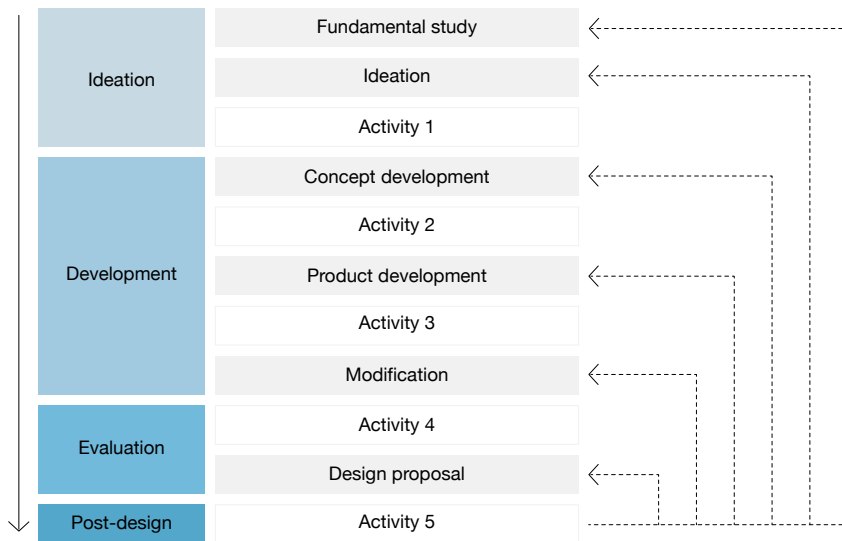 Fundamental study
Ideation
Ideation
Activity 1
Concept development
Activity 2
Development
Product development
Activity 3
Modification
Activity 4
Evaluation
Design proposal
Post-design
Activity 5